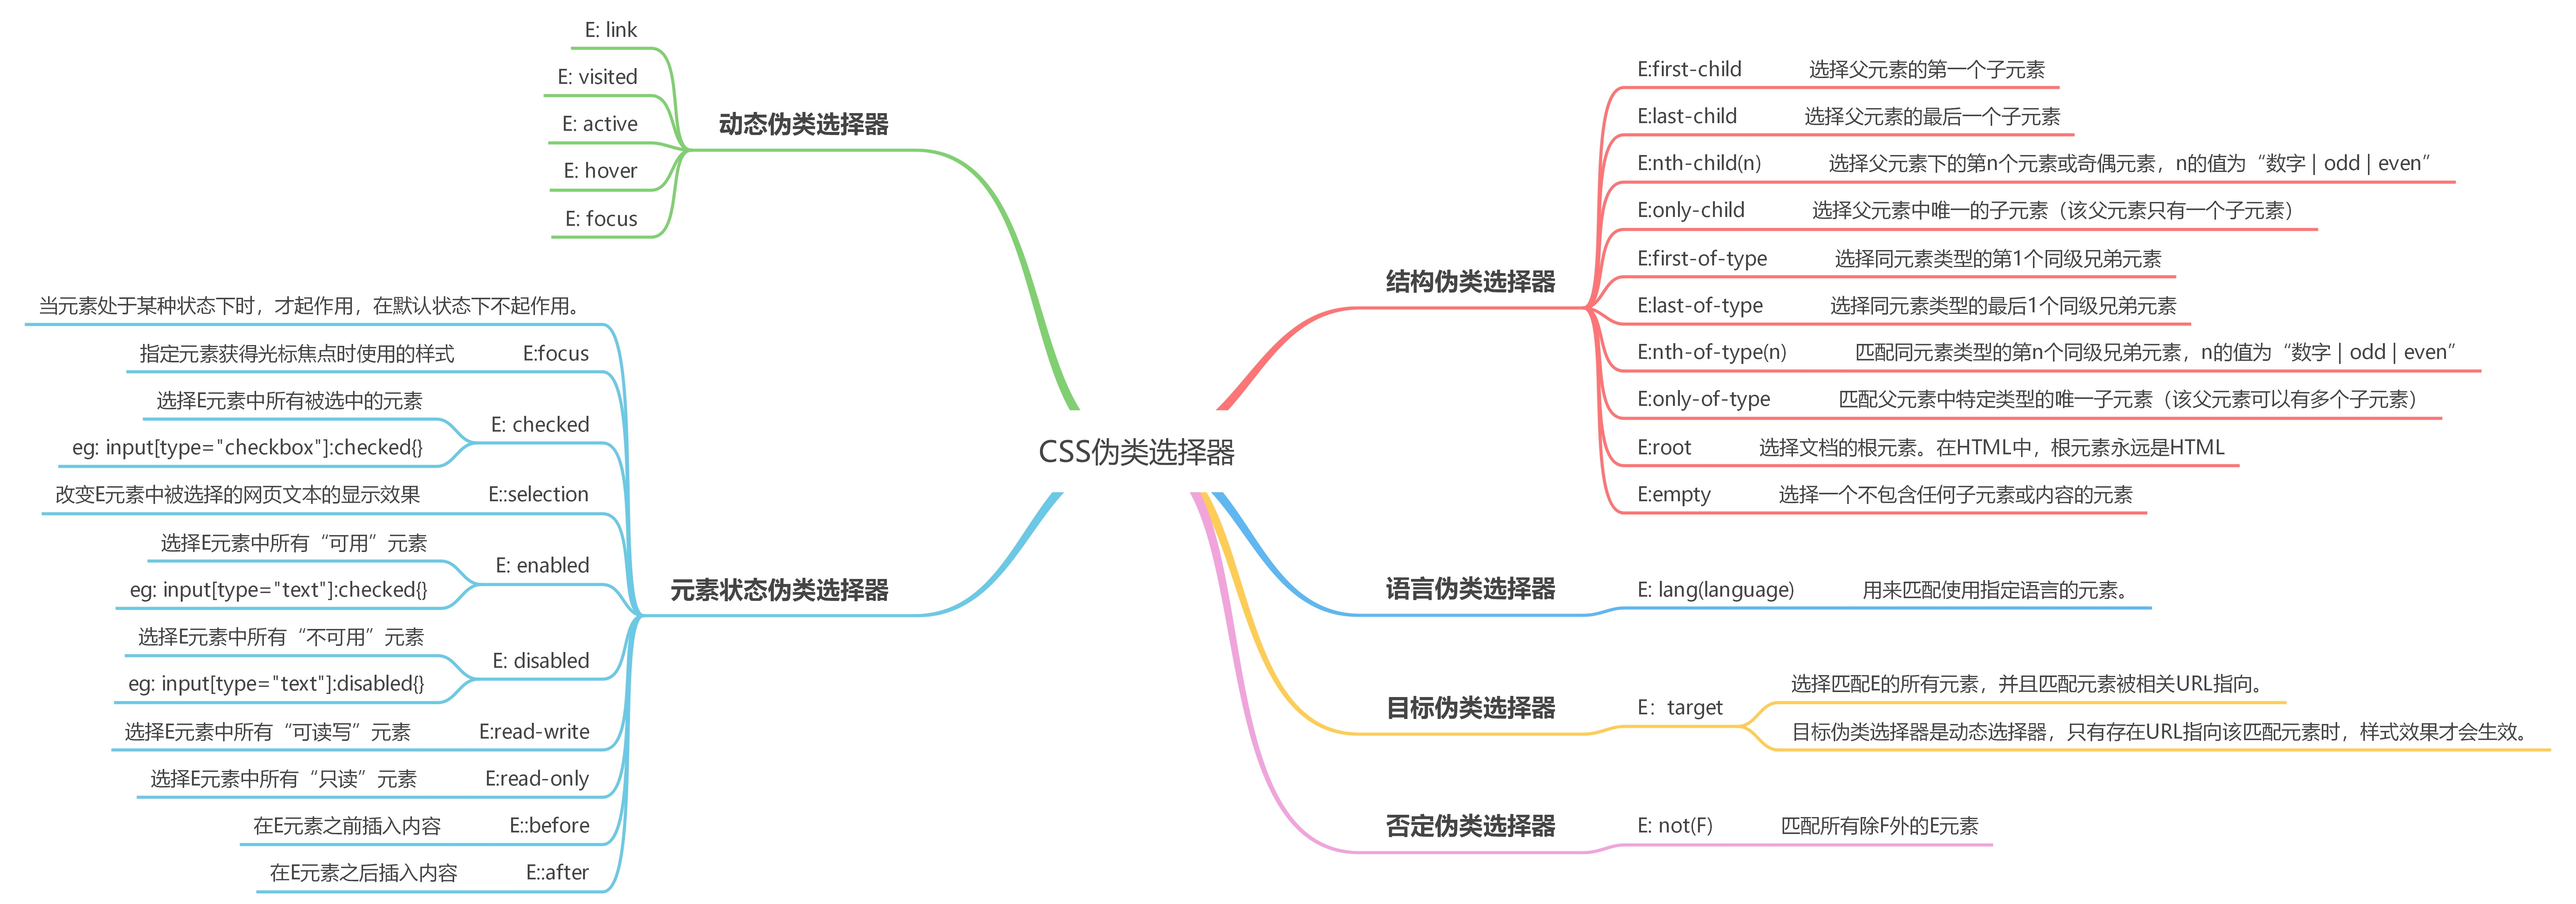 CSS伪类选择器
动态伪类选择器
E: link
E: visited
E: active
E: hover
E: focus
元素状态伪类选择器
当元素处于某种状态下时，才起作用，在默认状态下不起作用。
指定元素获得光标焦点时使用的样式 E:focus
选择E元素中所有被选中的元素
E: checked
eg: input[type="checkbox"]:checked{}
改变E元素中被选择的网页文本的显示效果 E::selection
选择E元素中所有“可用”元素
E: enabled
eg: input[type="text"]:checked{}
选择E元素中所有“不可用”元素
E: disabled
eg: input[type="text"]:disabled{}
选择E元素中所有“可读写”元素 E:read-write
选择E元素中所有“只读”元素 E:read-only
在E元素之前插入内容 E::before
在E元素之后插入内容 E::after
结构伪类选择器
E:first-child 选择父元素的第一个子元素
E:last-child 选择父元素的最后一个子元素
E:nth-child(n) 选择父元素下的第n个元素或奇偶元素，n的值为“数字 | odd | even”
E:only-child 选择父元素中唯一的子元素（该父元素只有一个子元素）
E:first-of-type 选择同元素类型的第1个同级兄弟元素
E:last-of-type 选择同元素类型的最后1个同级兄弟元素
E:nth-of-type(n) 匹配同元素类型的第n个同级兄弟元素，n的值为“数字 | odd | even”
E:only-of-type 匹配父元素中特定类型的唯一子元素（该父元素可以有多个子元素）
E:root 选择文档的根元素。在HTML中，根元素永远是HTML
E:empty 选择一个不包含任何子元素或内容的元素
语言伪类选择器
E: lang(language) 用来匹配使用指定语言的元素。
目标伪类选择器
E：target
选择匹配E的所有元素，并且匹配元素被相关URL指向。
目标伪类选择器是动态选择器，只有存在URL指向该匹配元素时，样式效果才会生效。
否定伪类选择器
E: not(F) 匹配所有除F外的E元素